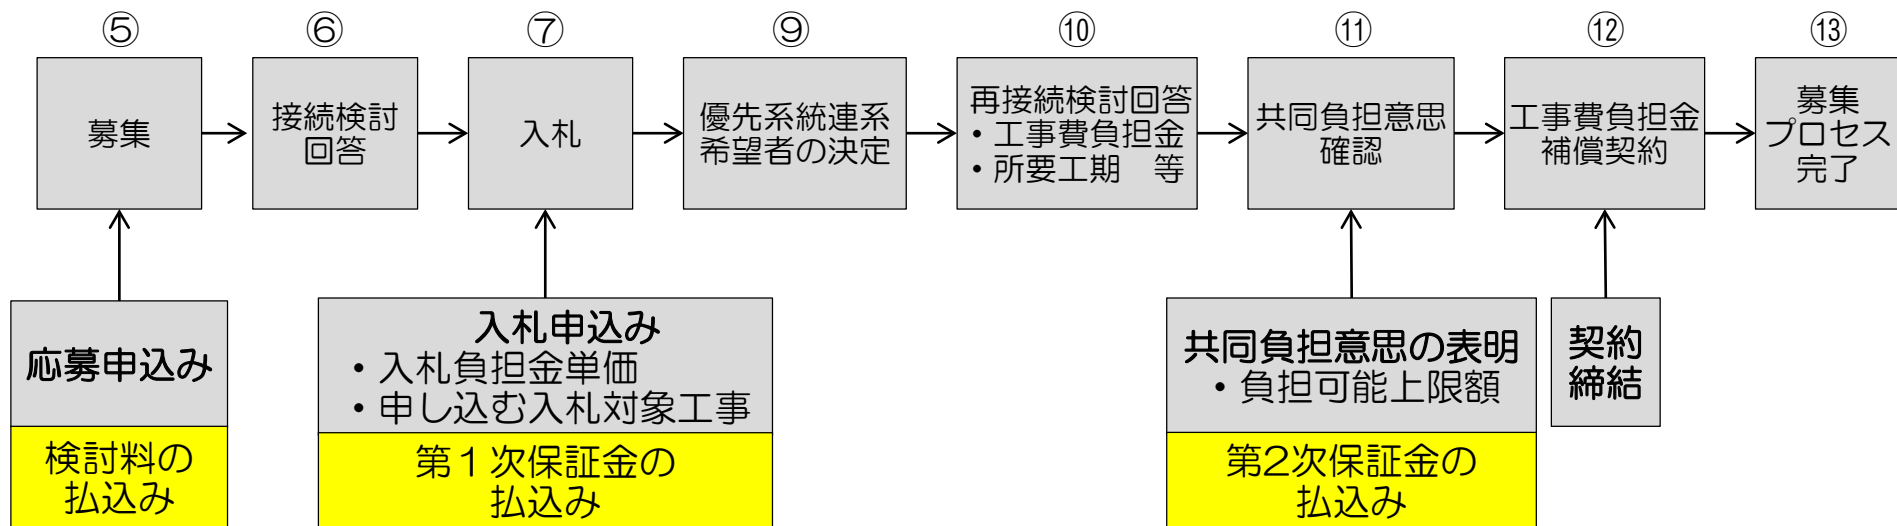 ⑤
⑥
⑦
⑨
⑩
⑪
⑫
⑬
募集
接続検討
回答
入札
優先系統連系
希望者の決定
再接続検討回答
・工事費負担金
・所要工期　等
共同負担意思
確認
工事費負担金
補償契約
募集
プロセス
完了
応募申込み
検討料の
払込み
入札申込み
・入札負担金単価
・申し込む入札対象工事
第１次保証金の
払込み
共同負担意思の表明
・負担可能上限額
第2次保証金の
払込み
契約
締結